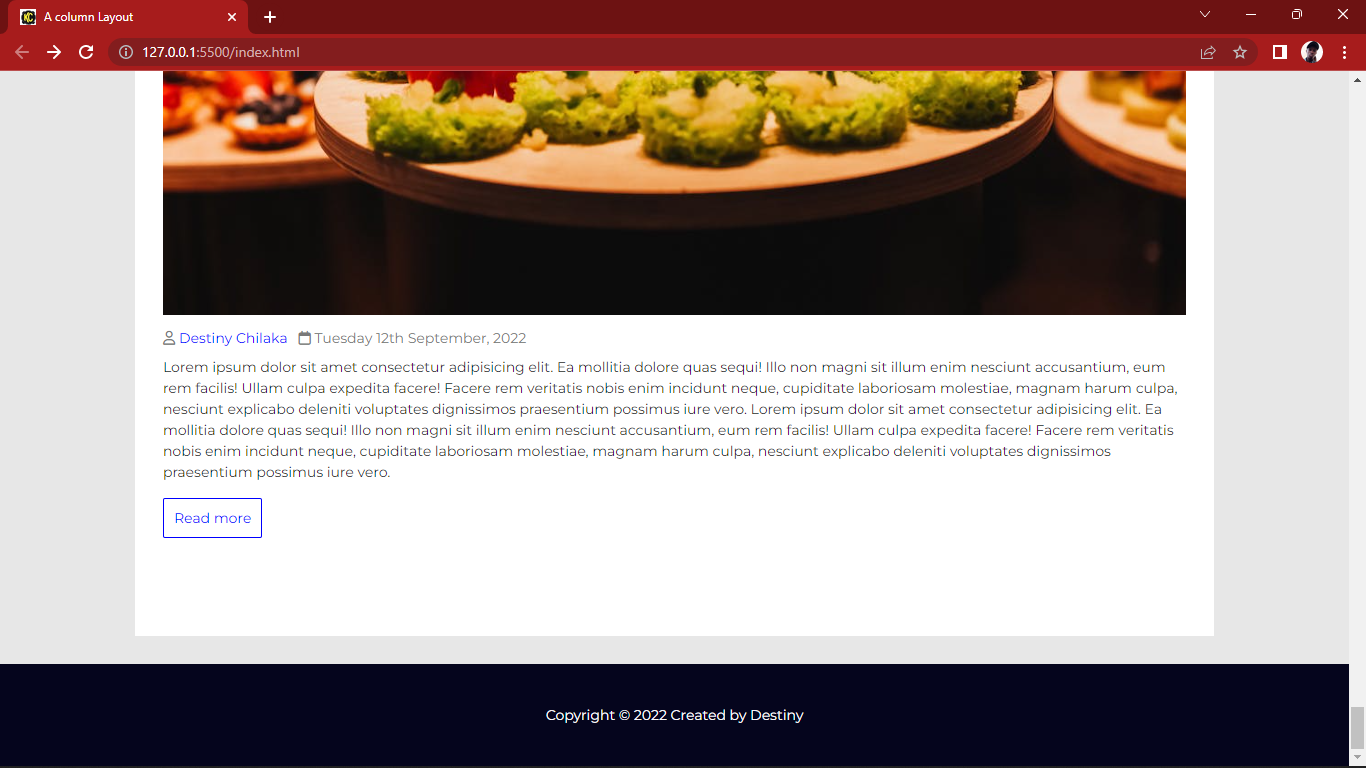 A column Layout
127.0.0.1:5500/index.html
Destiny Chilaka Tuesday 12th September, 2022
Lorem ipsum dolor sit amet consectetur adipisicing elit. Ea mollitia dolore quas sequi! Illo non magni sit illum enim nesciunt accusantium, eum
rem facilis! Ullam culpa expedita facere! Facere rem veritatis nobis enim incidunt neque, cupiditate laboriosam molestiae, magnam harum culpa,
nesciunt explicabo deleniti voluptates dignissimos praesentium possimus iure vero. Lorem ipsum dolor sit amet consectetur adipisicing elit. Ea
mollitia dolore quas sequi! Illo non magni sit illum enim nesciunt accusantium, eum rem facilis! Ullam culpa expedita facere! Facere rem veritatis
nobis enim incidunt neque, cupiditate laboriosam molestiae, magnam harum culpa, nesciunt explicabo deleniti voluptates dignissimos
praesentium possimus iure vero.
Read more
Copyright © 2022 Created by Destiny